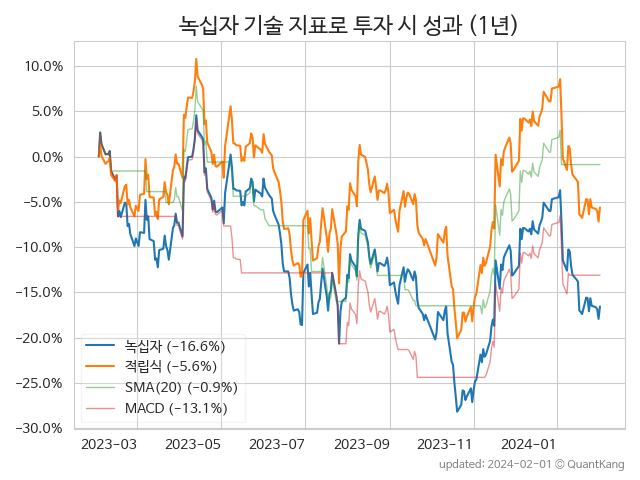 녹십자 기술 지표로 투자 시 성과 (1년)
10.0%
5.0%
0.0%
−5.0%
−10.0%
−15.0%
−20.0%
−25.0%
−30.0%
녹십자 (−16.6%)
적립식 (−5.6%)
SMA(20) (−0.9%)
MACD (−13.1%)
2023-03
2023-05
2023-07
2023-09
2023-11
2024-01
updated: 2024-02-01 © QuantKang